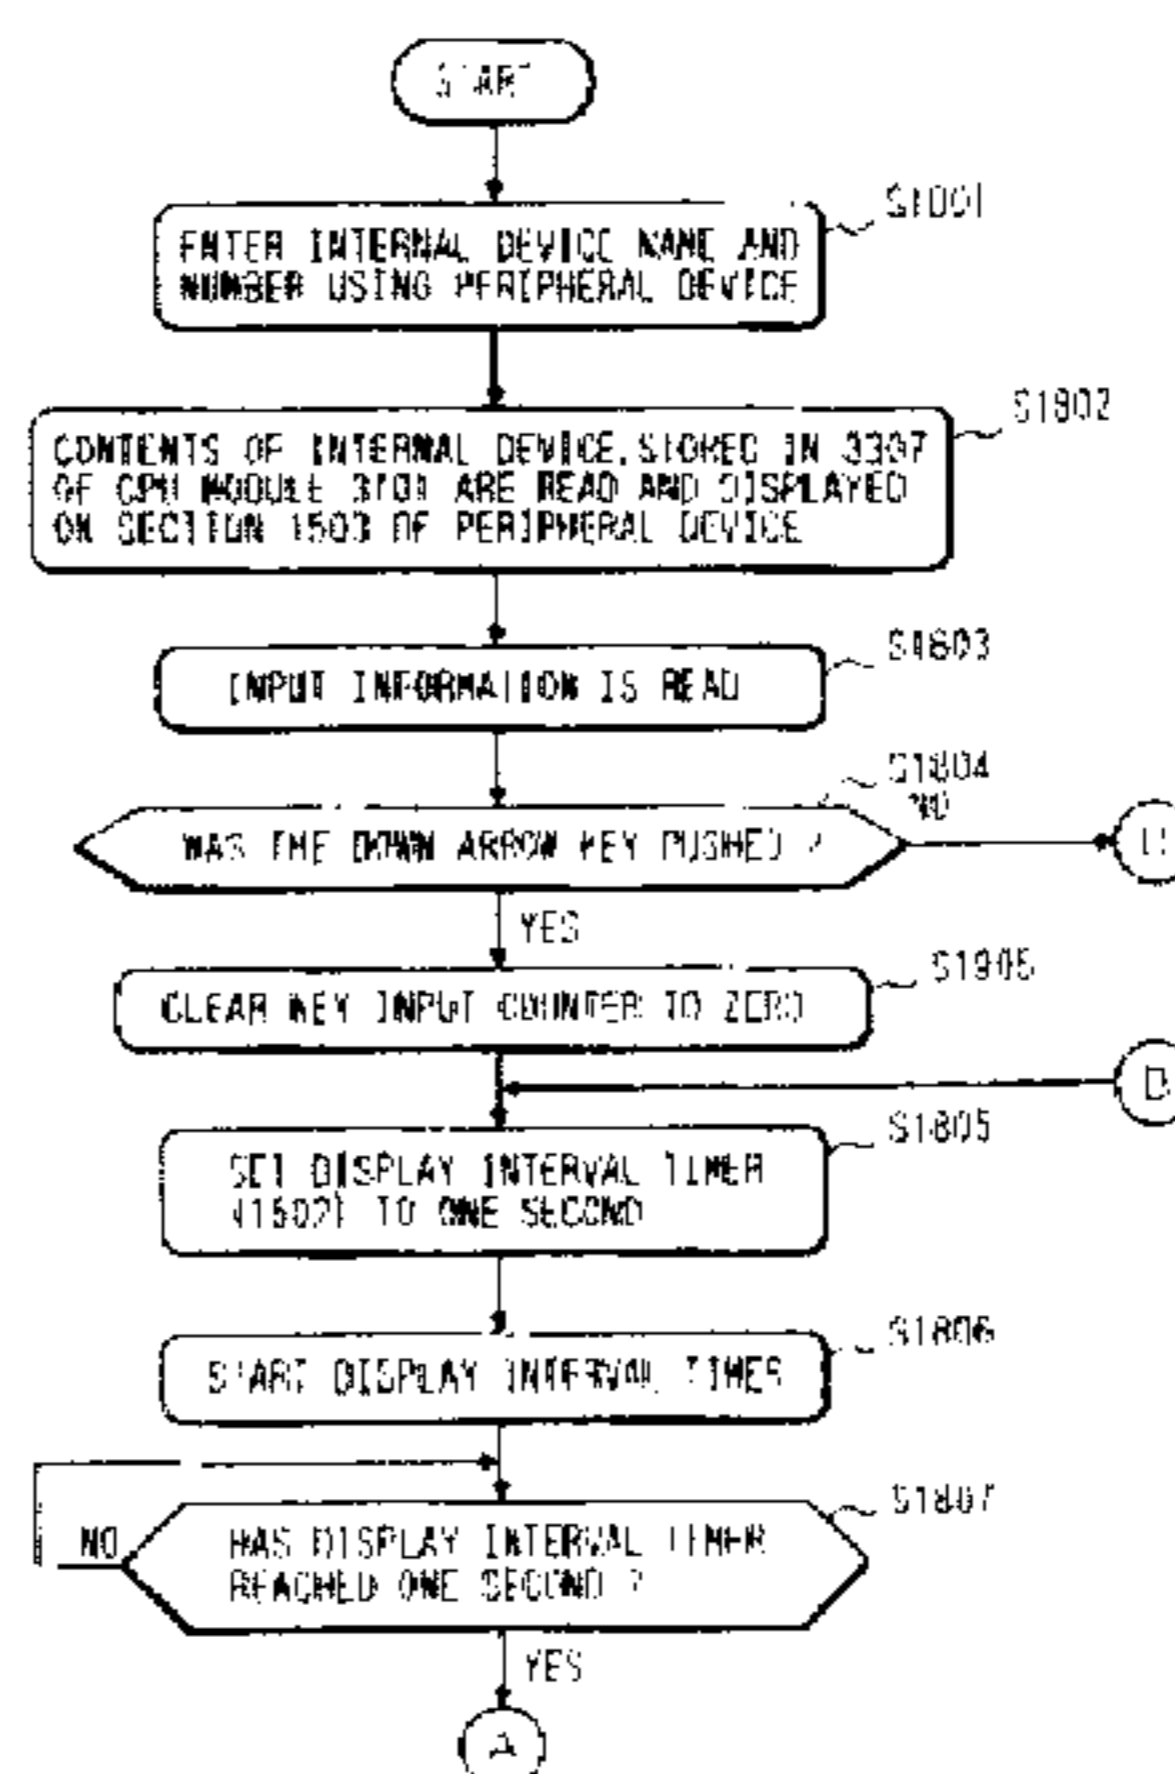 START
S1801
ENTER INTERNAL DEVICE NAME AND
NUMBER USING PERIPHERAL DEVICE
S1802
CONTENTS OF INTERNAL DEVICE, STORED IN 3307
OF CPU MODULE ARE READ AND DISPLAYED
ON SECTION 1503 OF PERIPHERAL DEVICE
S1803
INPUT INFORMATION IS READ
S1804
NO
WAS THE DOWN ARROW KEY PUSHED ?
YES
S1905
CLEAR KEY INPUT COUNTER TO ZERO
S1805
SET DISPLAY INTERVAL TIMER
TO ONE SECOND
S1806
START DISPLAY INTERVAL TIMER
S1807
NO
HAS DISPLAY INTERVAL TIMER
REACHED ONE SECOND ?
YES
A